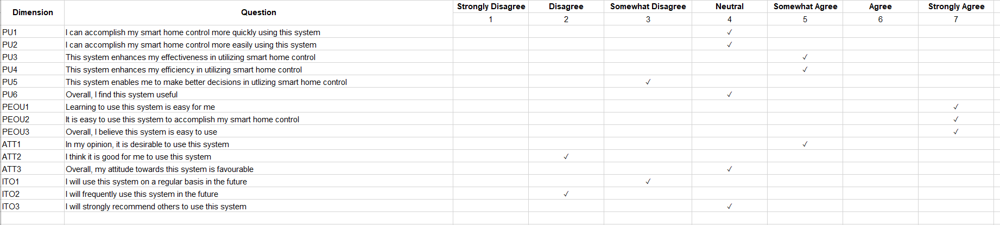 Dimension Question Strongly Disagree Disagree Somewhat Disagree Neutral Somewhat Agree Agree Strongly Agree
1 2 3 4 5 6 7
PU1 I can accomplish my smart home control more quickly using this system ✓
PU2 I can accomplish my smart home control more easily using this system ✓
PU3 This system enhances my effectiveness in utilizing smart home control ✓
PU4 This system enhances my efficiency in utilizing smart home control ✓
PU5 This system enables me to make better decisions in utlizing smart home control ✓
PU6 Overall, I find this system useful ✓
PEOU1 Learning to use this system is easy for me ✓
PEOU2 It is easy to use this system to accomplish my smart home control ✓
PEOU3 Overall, I believe this system is easy to use ✓
ATT1 In my opinion, it is desirable to use this system ✓
ATT2 I think it is good for me to use this system ✓
ATT3 Overall, my attitude towards this system is favourable ✓
ITO1 I will use this system on a regular basis in the future ✓
ITO2 I will frequently use this system in the future ✓
ITO3 I will strongly recommend others to use this system ✓